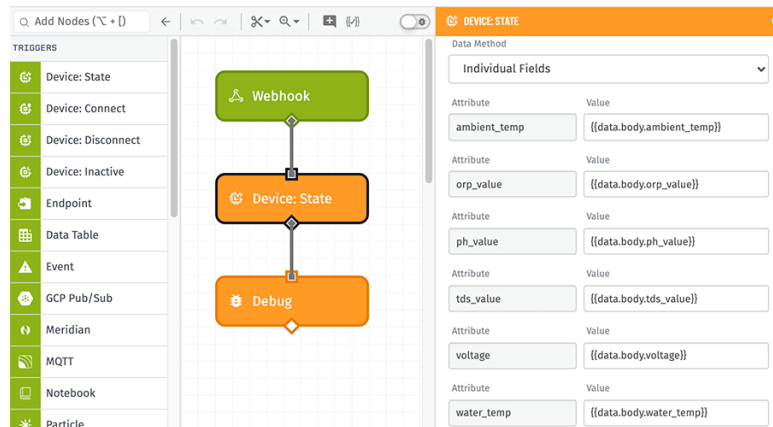 Add Nodes (⌥ + [)
TRIGGERS
Device: State
Device: Connect
Device: Disconnect
Device: Inactive
Endpoint
Data Table
Event
GCP Pub/Sub
Meridian
MQTT
Notebook
Particle
Webhook
Device: State
Debug
DEVICE: STATE
Data Method
Individual Fields
Attribute Value
ambient_temp {{data.body.ambient_temp}}
Attribute Value
orp_value {{data.body.orp_value}}
Attribute Value
ph_value {{data.body.ph_value}}
Attribute Value
tds_value {{data.body.tds_value}}
Attribute Value
voltage {{data.body.voltage}}
Attribute Value
water_temp {{data.body.water_temp}}